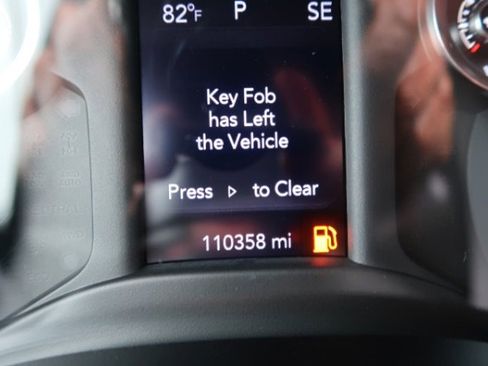 82°F P SE
Key Fob
has Left
the Vehicle
Press ▷ to Clear
110358 mi